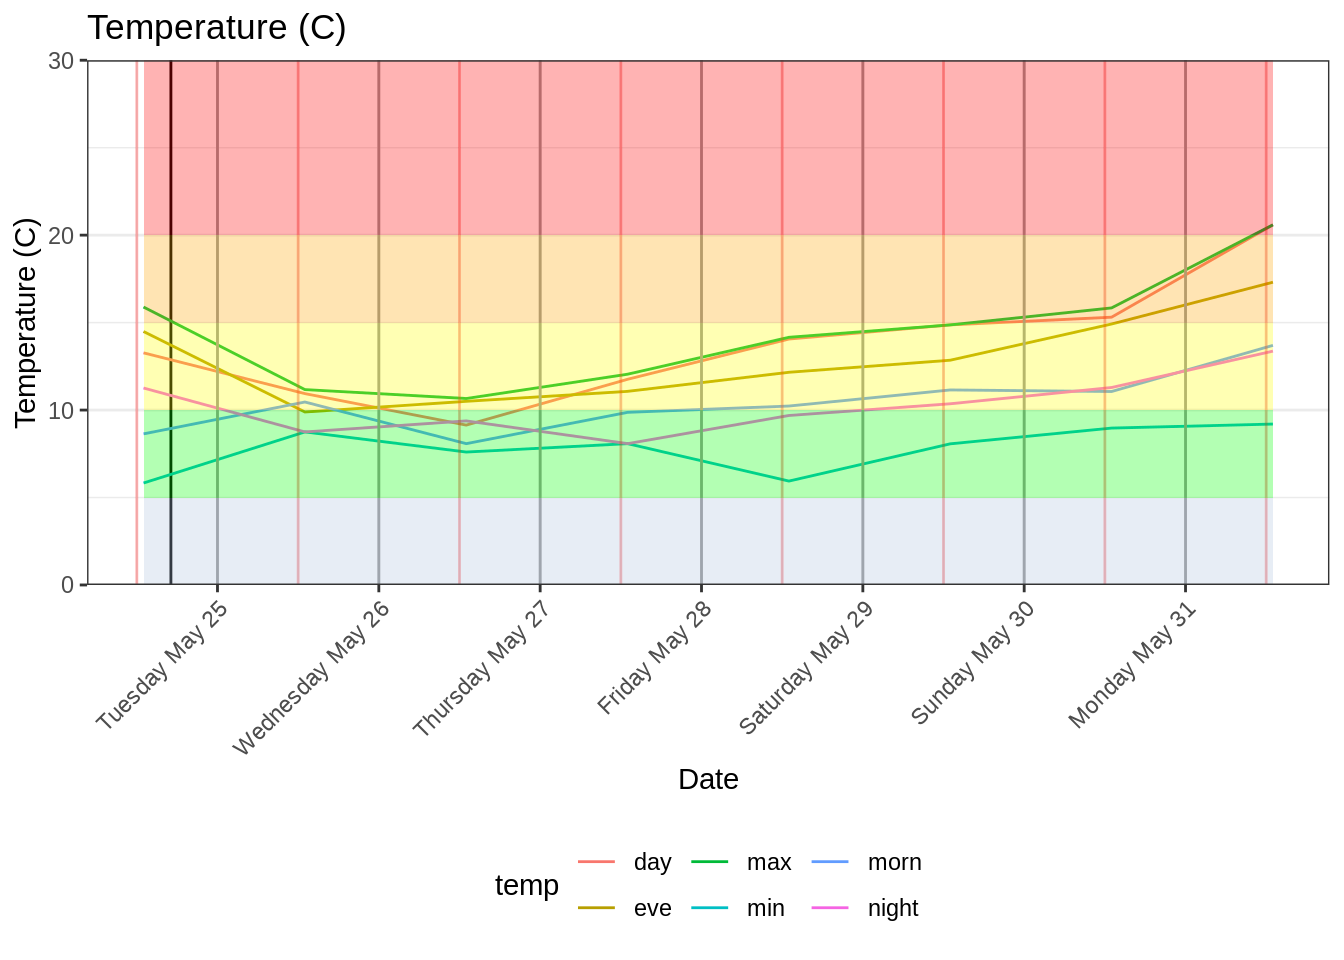 Temperature (C)
Temperature (C)
30
20
10
0
Tuesday May 25
Wednesday May 26
Thursday May 27
Friday May 28
Saturday May 29
Sunday May 30
Monday May 31
Date
temp
day
max
morn
eve
min
night